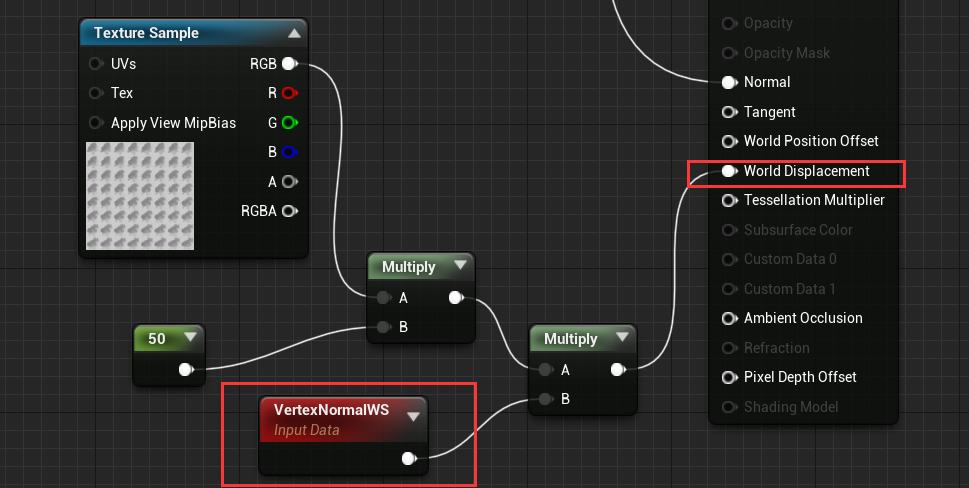 Texture Sample
UVs RGB
Tex R
Apply View MipBias G
B
A
RGBA
Multiply
A
B
50
VertexNormalWS
Input Data
Multiply
A
B
Opacity
Opacity Mask
Normal
Tangent
World Position Offset
World Displacement
Tessellation Multiplier
Subsurface Color
Custom Data 0
Custom Data 1
Ambient Occlusion
Refraction
Pixel Depth Offset
Shading Model